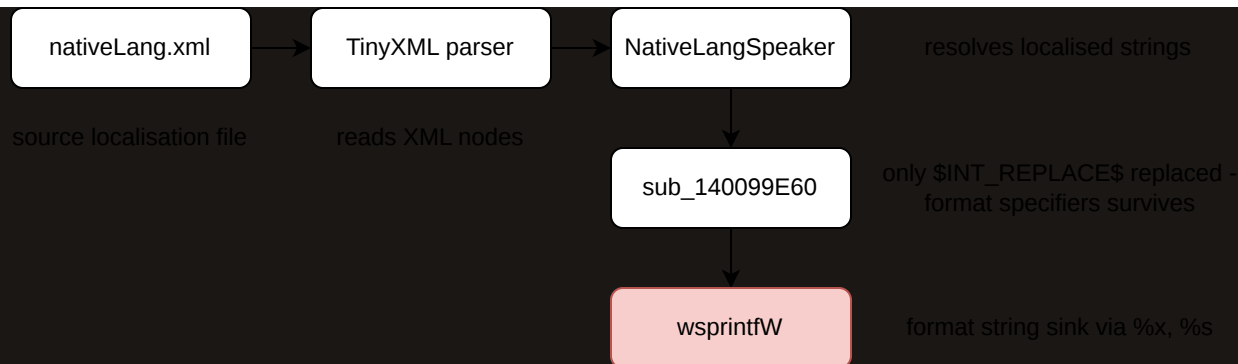 nativeLang.xml
TinyXML parser
NativeLangSpeaker
resolves localised strings
source localisation file
reads XML nodes
sub_140099E60
only $INT_REPLACE$ replaced -
format specifiers survives
wsprintfW
format string sink via %x, %s